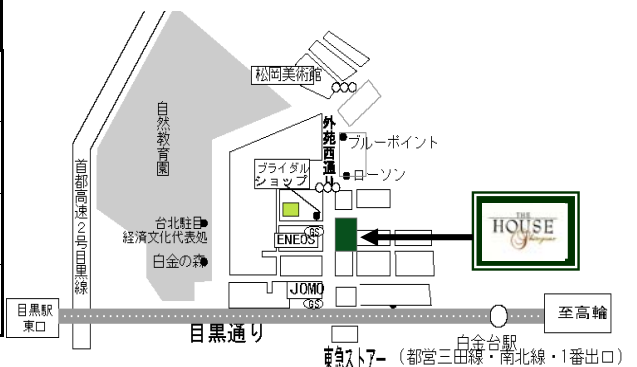 松岡美術館
自然教育園
外苑西通り
ブルーポイント
ローソン
ブライダル
ショップ
首都高速2号目黒線
台北駐日
経済文化代表処
白金の森
GS
ENEOS
THE
HOUSE
Shirogane
JOMO
GS
目黒駅
東口
目黒通り
白金台駅
至高輪
東急ストアー
(都営三田線・南北線・1番出口)